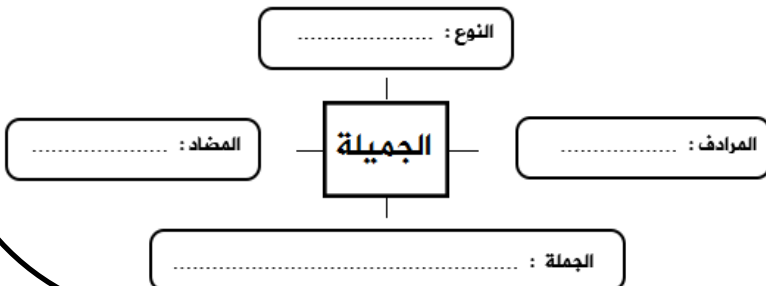 النوع : .....................
الجميلة
المرادف : ..................
المضاد : .....................
الجملة : ......................................................